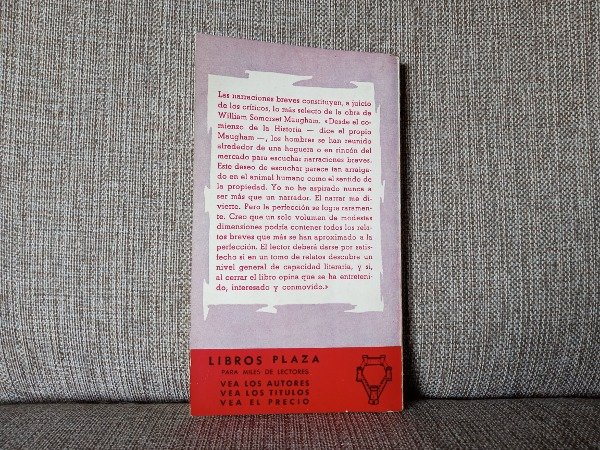 Las narraciones breves constituyen, a juicio
de los críticos, lo más selecto de la obra de
William Somerset Maugham. «Desde el co-
mienzo de la Historia — dice el propio
Maugham —, los hombres se han reunido
alrededor de una hoguera o en rincón del
mercado para escuchar narraciones breves.
Este deseo de escuchar parece tan arraiga-
do en el animal humano como el sentido de
la propiedad. Yo no he aspirado nunca a
ser más que un narrador. El narrar me di-
vierte. Pero la perfección se logra raramen-
te. Creo que un solo volumen de modestas
dimensiones podría contener todos los rela-
tos breves que más se han aproximado a la
perfección. El lector deberá darse por satis-
fecho si en un tomo de relatos descubre un
nivel general de capacidad literaria, y si,
al cerrar el libro opina que se ha entreteni-
do, interesado y conmovido.»
LIBROS PLAZA
PARA MILES DE LECTORES
VEA LOS AUTORES
VEA LOS TITULOS
VEA EL PRECIO